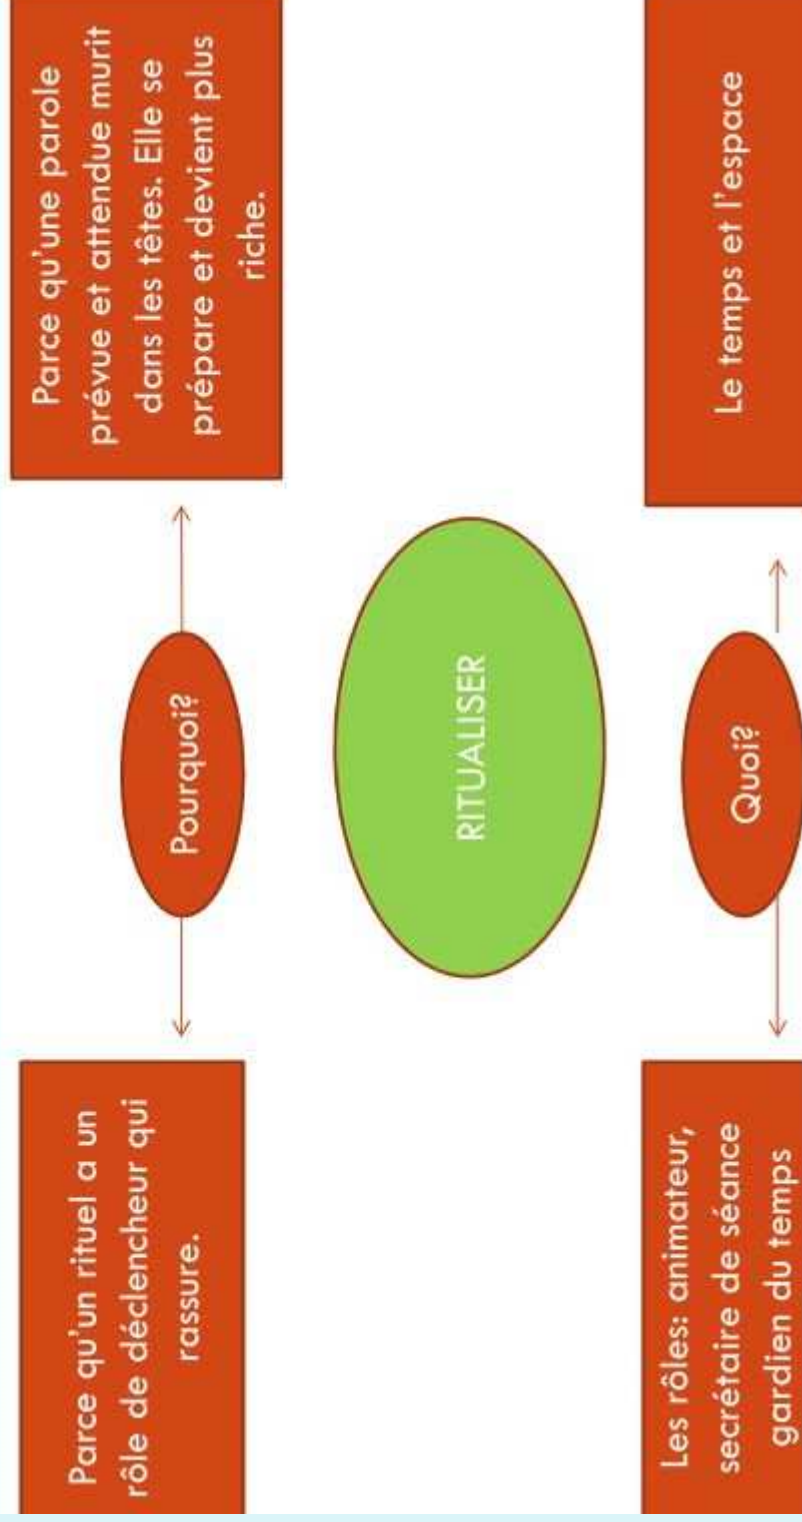 Parce qu'un rituel a un
rôle de déclencheur qui
rassure.
Pourquoi?
Parce qu'une parole
prévue et attendue murit
dans les têtes. Elle se
prépare et devient plus
riche.
RITUALISER
Les rôles: animateur,
secrétaire de séance
gardien du temps
Quoi?
Le temps et l'espace